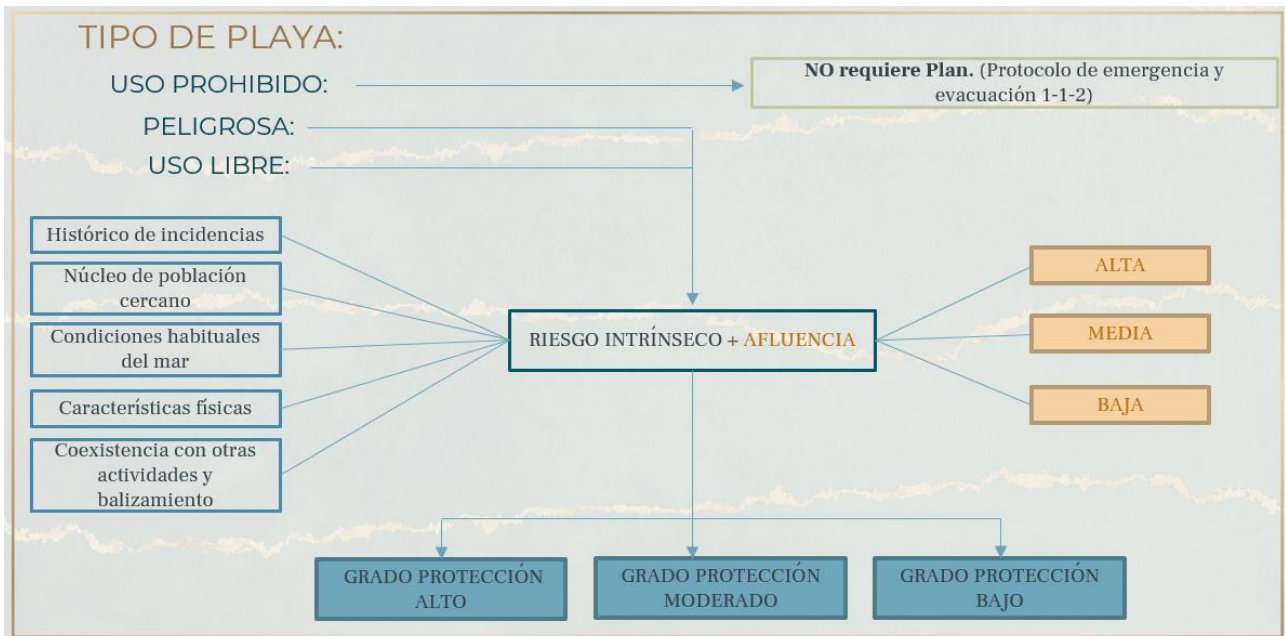 TIPO DE PLAYA:
USO PROHIBIDO:
NO requiere Plan. (Protocolo de emergencia y
evacuación 1-1-2)
PELIGROSA:
USO LIBRE:
Histórico de incidencias
Núcleo de población
cercano
Condiciones habituales
del mar
Características físicas
Coexistencia con otras
actividades y
balizamiento
RIESGO INTRÍNSECO + AFLUENCIA
ALTA
MEDIA
BAJA
GRADO PROTECCIÓN
ALTO
GRADO PROTECCIÓN
MODERADO
GRADO PROTECCIÓN
BAJO